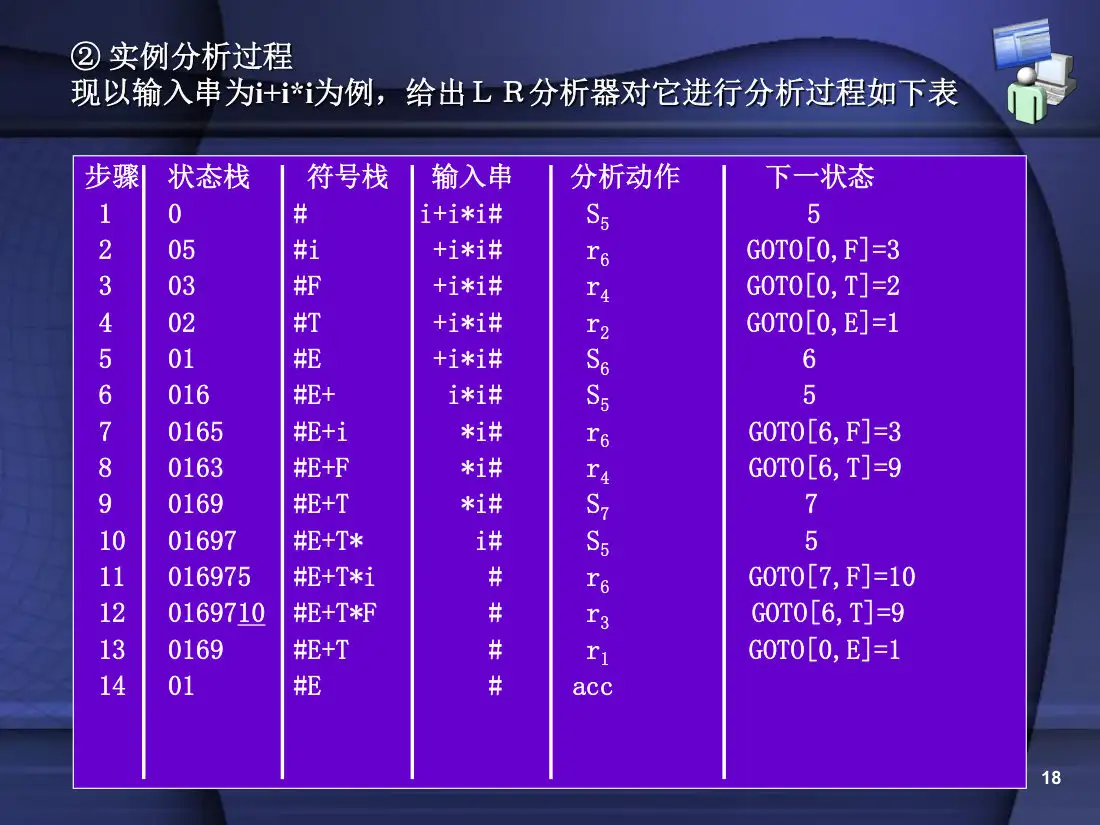 ② 实例分析过程
现以输入串为i+i*i为例，给出ＬＲ分析器对它进行分析过程如下表
步骤 状态栈 符号栈 输入串 分析动作 下一状态
1 0 # i+i*i# S5 5
2 05 #i +i*i# r6 GOTO[0,F]=3
3 03 #F +i*i# r4 GOTO[0,T]=2
4 02 #T +i*i# r2 GOTO[0,E]=1
5 01 #E +i*i# S6 6
6 016 #E+ i*i# S5 5
7 0165 #E+i *i# r6 GOTO[6,F]=3
8 0163 #E+F *i# r4 GOTO[6,T]=9
9 0169 #E+T *i# S7 7
10 01697 #E+T* i# S5 5
11 016975 #E+T*i # r6 GOTO[7,F]=10
12 0169710 #E+T*F # r3 GOTO[6,T]=9
13 0169 #E+T # r1 GOTO[0,E]=1
14 01 #E # acc
18